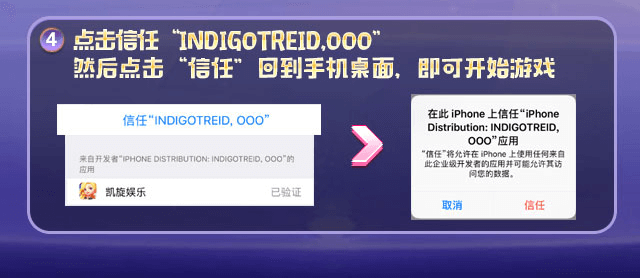 4 点击信任“INDIGOTREID,OOO”
然后点击“信任”回到手机桌面，即可开始游戏
信任“INDIGOTREID, OOO”
来自开发者“IPHONE DISTRIBUTION: INDIGOTREID, OOO”的
应用
凯旋娱乐 已验证
在此 iPhone 上信任“iPhone
Distribution: INDIGOTREID,
OOO”应用
“信任”将允许在 iPhone 上使用任何来自
此企业级开发者的应用并可能允许其访
问您的数据。
取消 信任